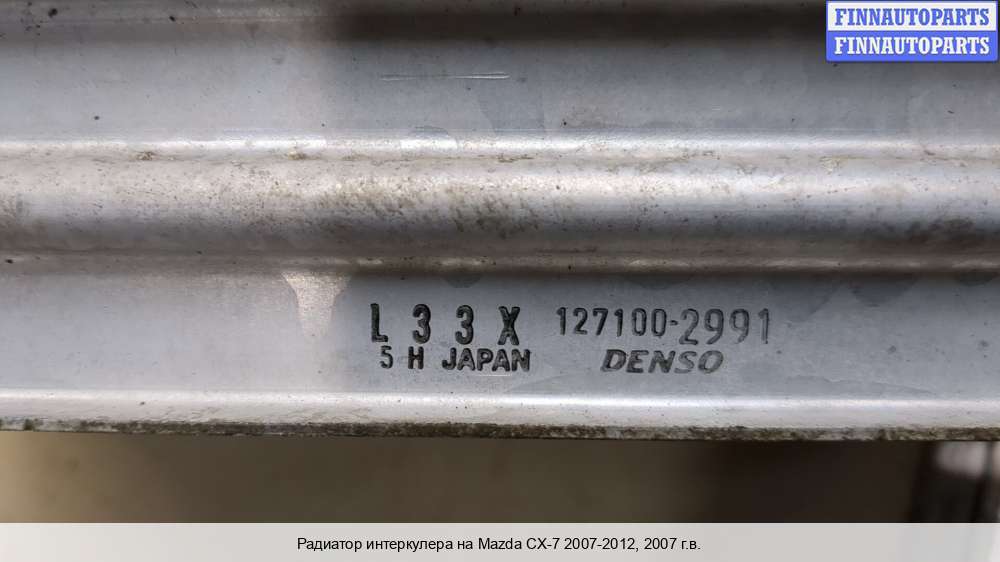 FINNAUTOPARTS
FINNAUTOPARTS
L 3 3 X 127100-2991
5 H JAPAN DENSO
Радиатор интеркулера на Mazda CX-7 2007-2012, 2007 г.в.